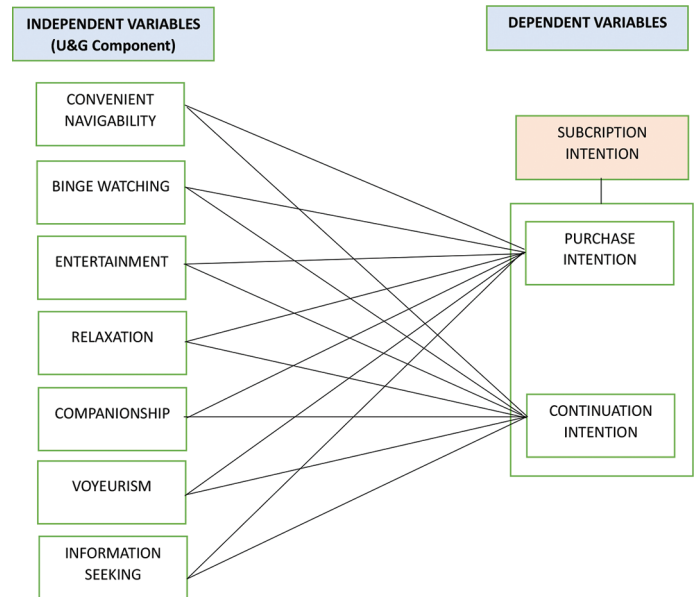 INDEPENDENT VARIABLES
(U&G Component)
DEPENDENT VARIABLES
CONVENIENT
NAVIGABILITY
SUBCRIPTION
INTENTION
BINGE WATCHING
PURCHASE
INTENTION
ENTERTAINMENT
RELAXATION
COMPANIONSHIP
CONTINUATION
INTENTION
VOYEURISM
INFORMATION
SEEKING